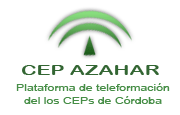 CEP AZAHAR
Plataforma de teleformación
del los CEPs de Córdoba